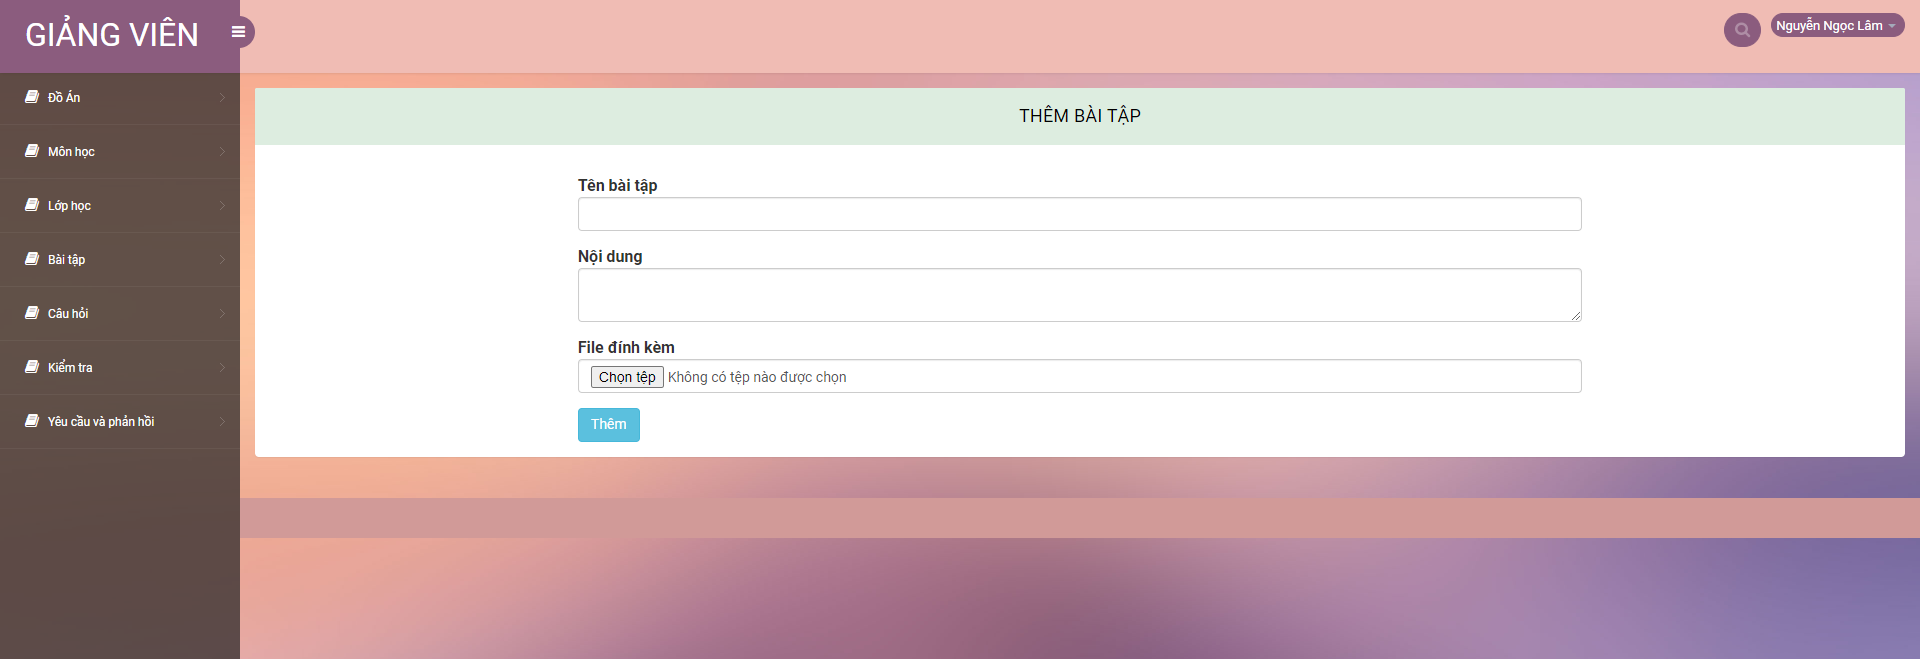 GIẢNG VIÊN
Nguyễn Ngọc Lâm
Đồ Án
Môn học
Lớp học
Bài tập
Câu hỏi
Kiểm tra
Yêu cầu và phản hồi
THÊM BÀI TẬP
Tên bài tập
Nội dung
File đính kèm
Chọn tệp Không có tệp nào được chọn
Thêm